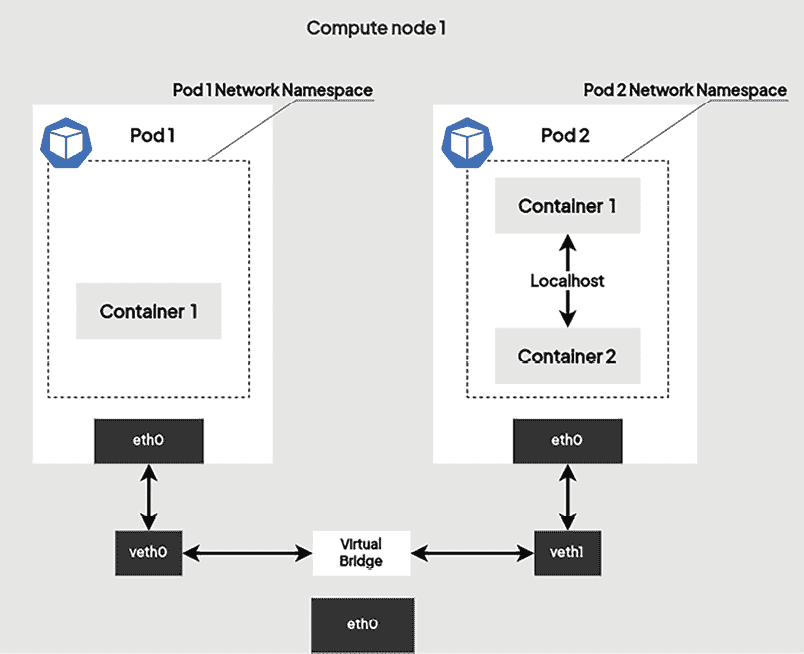 Compute node 1
Pod 1 Network Namespace
Pod 2 Network Namespace
Pod 1
Pod 2
Container 1
Localhost
Container 1
Container 2
eth0
eth0
veth0
Virtual
Bridge
veth1
eth0